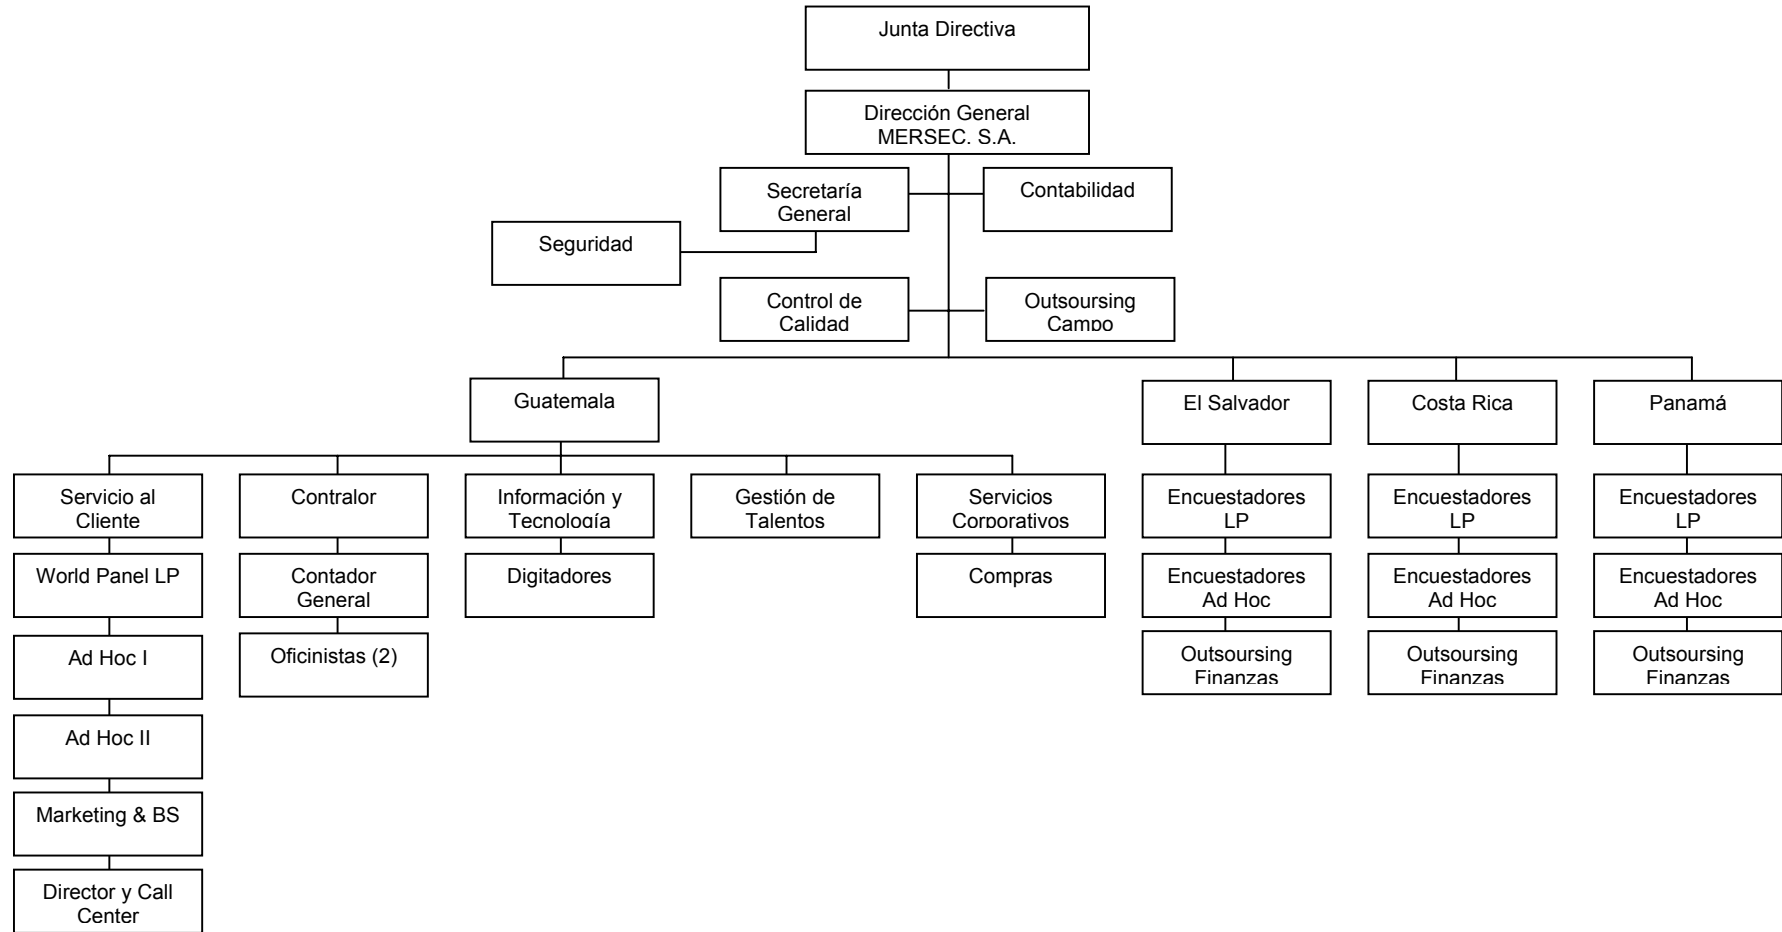 Junta Directiva
Dirección General
MERSEC. S.A.
Secretaría
General
Contabilidad
Seguridad
Control de
Calidad
Outsoursing
Campo
Guatemala
El Salvador
Costa Rica
Panamá
Servicio al
Cliente
Contralor
Información y
Tecnología
Gestión de
Talentos
Servicios
Corporativos
Encuestadores
LP
Encuestadores
LP
Encuestadores
LP
World Panel LP
Contador
General
Digitadores
Compras
Encuestadores
Ad Hoc
Encuestadores
Ad Hoc
Encuestadores
Ad Hoc
Ad Hoc I
Oficinistas (2)
Outsoursing
Finanzas
Outsoursing
Finanzas
Outsoursing
Finanzas
Ad Hoc II
Marketing & BS
Director y Call
Center